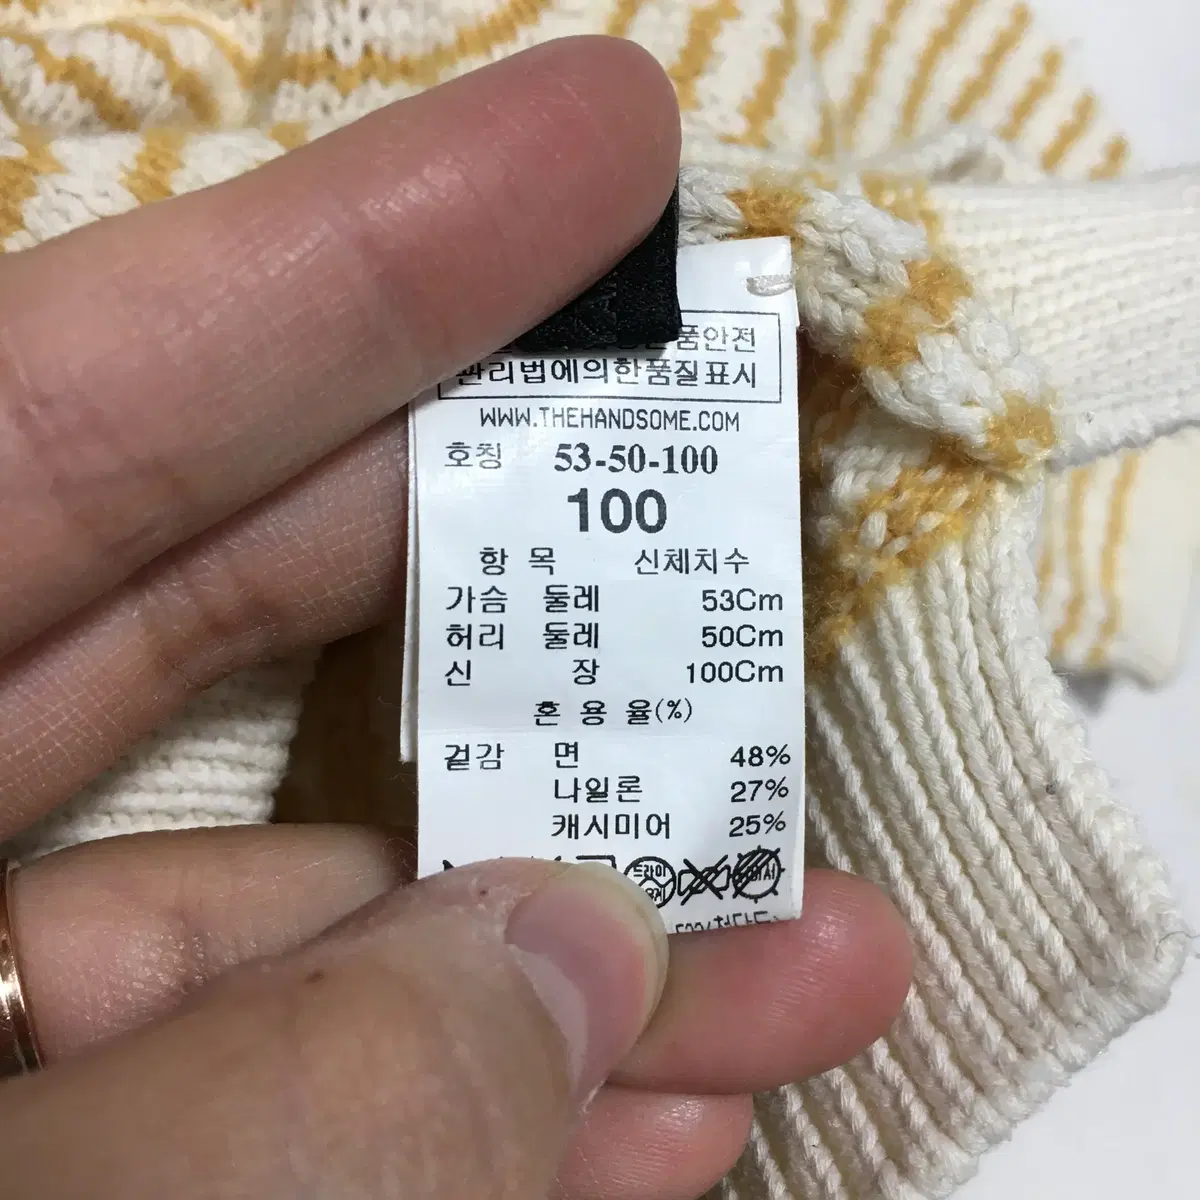 품안전
관리법에의한품질표시
WWW.THEHANDSOME.COM
호칭 53-50-100
100
항 목 신체치수
가슴 둘레 53Cm
허리 둘레 50Cm
신 장 100Cm
혼 용 율(%)
겉감 면 48%
나일론 27%
캐시미어 25%
드라이